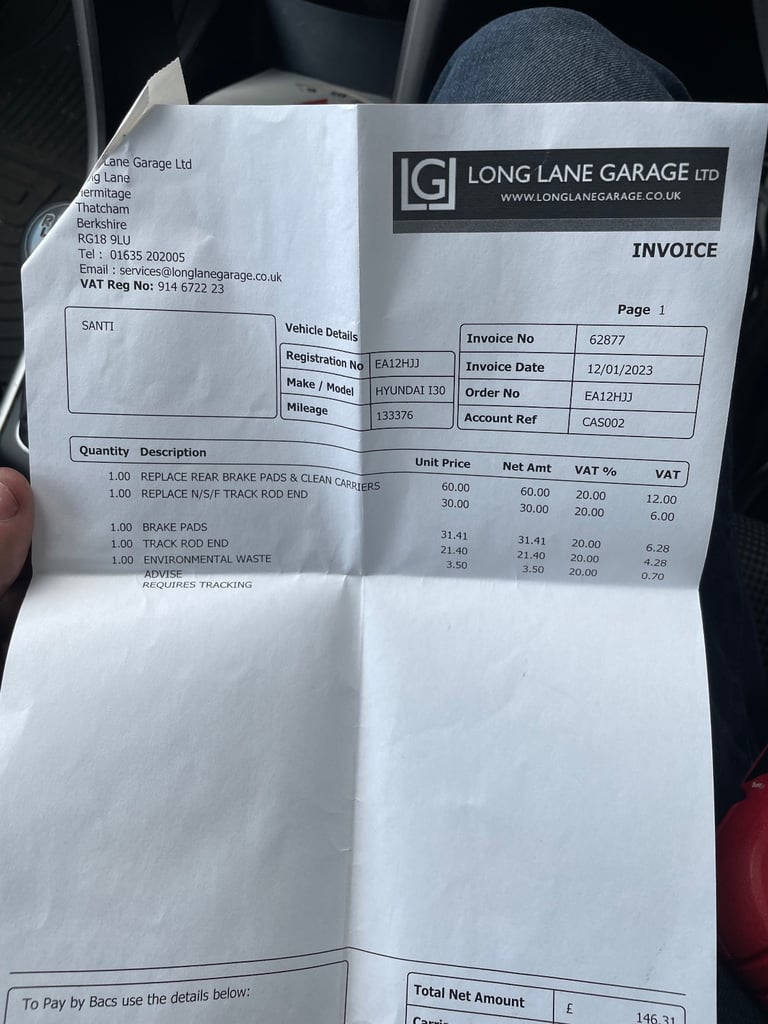 Lane Garage Ltd
Lane
Thatcham
Berkshire
RG18 9LU
Tel : 01635 202005
Email : services@longlanegarage.co.uk
VAT Reg No: 914 6722 23
LG LONG LANE GARAGE LTD
WWW.LONGLANEGARAGE.CO.UK
INVOICE
Page 1
SANTI
Vehicle Details
Registration No EA12HJJ
Make / Model HYUNDAI I30
Mileage 133376
Invoice No 62877
Invoice Date 12/01/2023
Order No EA12HJJ
Account Ref CAS002
Quantity Description Unit Price Net Amt VAT % VAT
1.00 REPLACE REAR BRAKE PADS & CLEAN CARRIERS 60.00 60.00 20.00 12.00
1.00 REPLACE N/S/F TRACK ROD END 30.00 30.00 20.00 6.00
1.00 BRAKE PADS 31.41 31.41 20.00 6.28
1.00 TRACK ROD END 21.40 21.40 20.00 4.28
1.00 ENVIRONMENTAL WASTE 3.50 3.50 20.00 0.70
ADVISE
REQUIRES TRACKING
To Pay by Bacs use the details below:
Total Net Amount £ 146.31